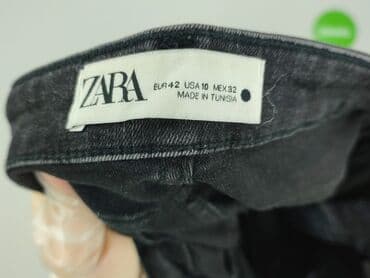 ZARA
EUR 42 USA 10 MEX 32
MADE IN TUNISIA